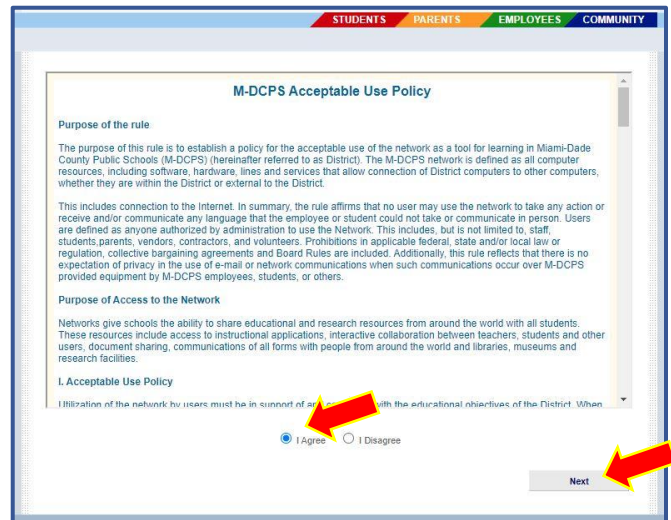 STUDENTS PARENTS EMPLOYEES COMMUNITY
M-DCPS Acceptable Use Policy
Purpose of the rule
The purpose of this rule is to establish a policy for the acceptable use of the network as a tool for learning in Miami-Dade
County Public Schools (M-DCPS) (hereinafter referred to as District). The M-DCPS network is defined as all computer
resources, including software, hardware, lines and services that allow connection of District computers to other computers,
whether they are within the District or external to the District.
This includes connection to the Internet. In summary, the rule affirms that no user may use the network to take any action or
receive and/or communicate any language that the employee or student could not take or communicate in person. Users
are defined as anyone authorized by administration to use the Network. This includes, but is not limited to, staff,
students,parents, vendors, contractors, and volunteers. Prohibitions in applicable federal, state and/or local law or
regulation, collective bargaining agreements and Board Rules are included. Additionally, this rule reflects that there is no
expectation of privacy in the use of e-mail or network communications when such communications occur over M-DCPS
provided equipment by M-DCPS employees, students, or others.
Purpose of Access to the Network
Networks give schools the ability to share educational and research resources from around the world with all students.
These resources include access to instructional applications, interactive collaboration between teachers, students and other
users, document sharing, communications of all forms with people from around the world and libraries, museums and
research facilities.
I. Acceptable Use Policy
Utilization of the network by users must be in support of and with the educational objectives of the District. When
I Agree I Disagree
Next